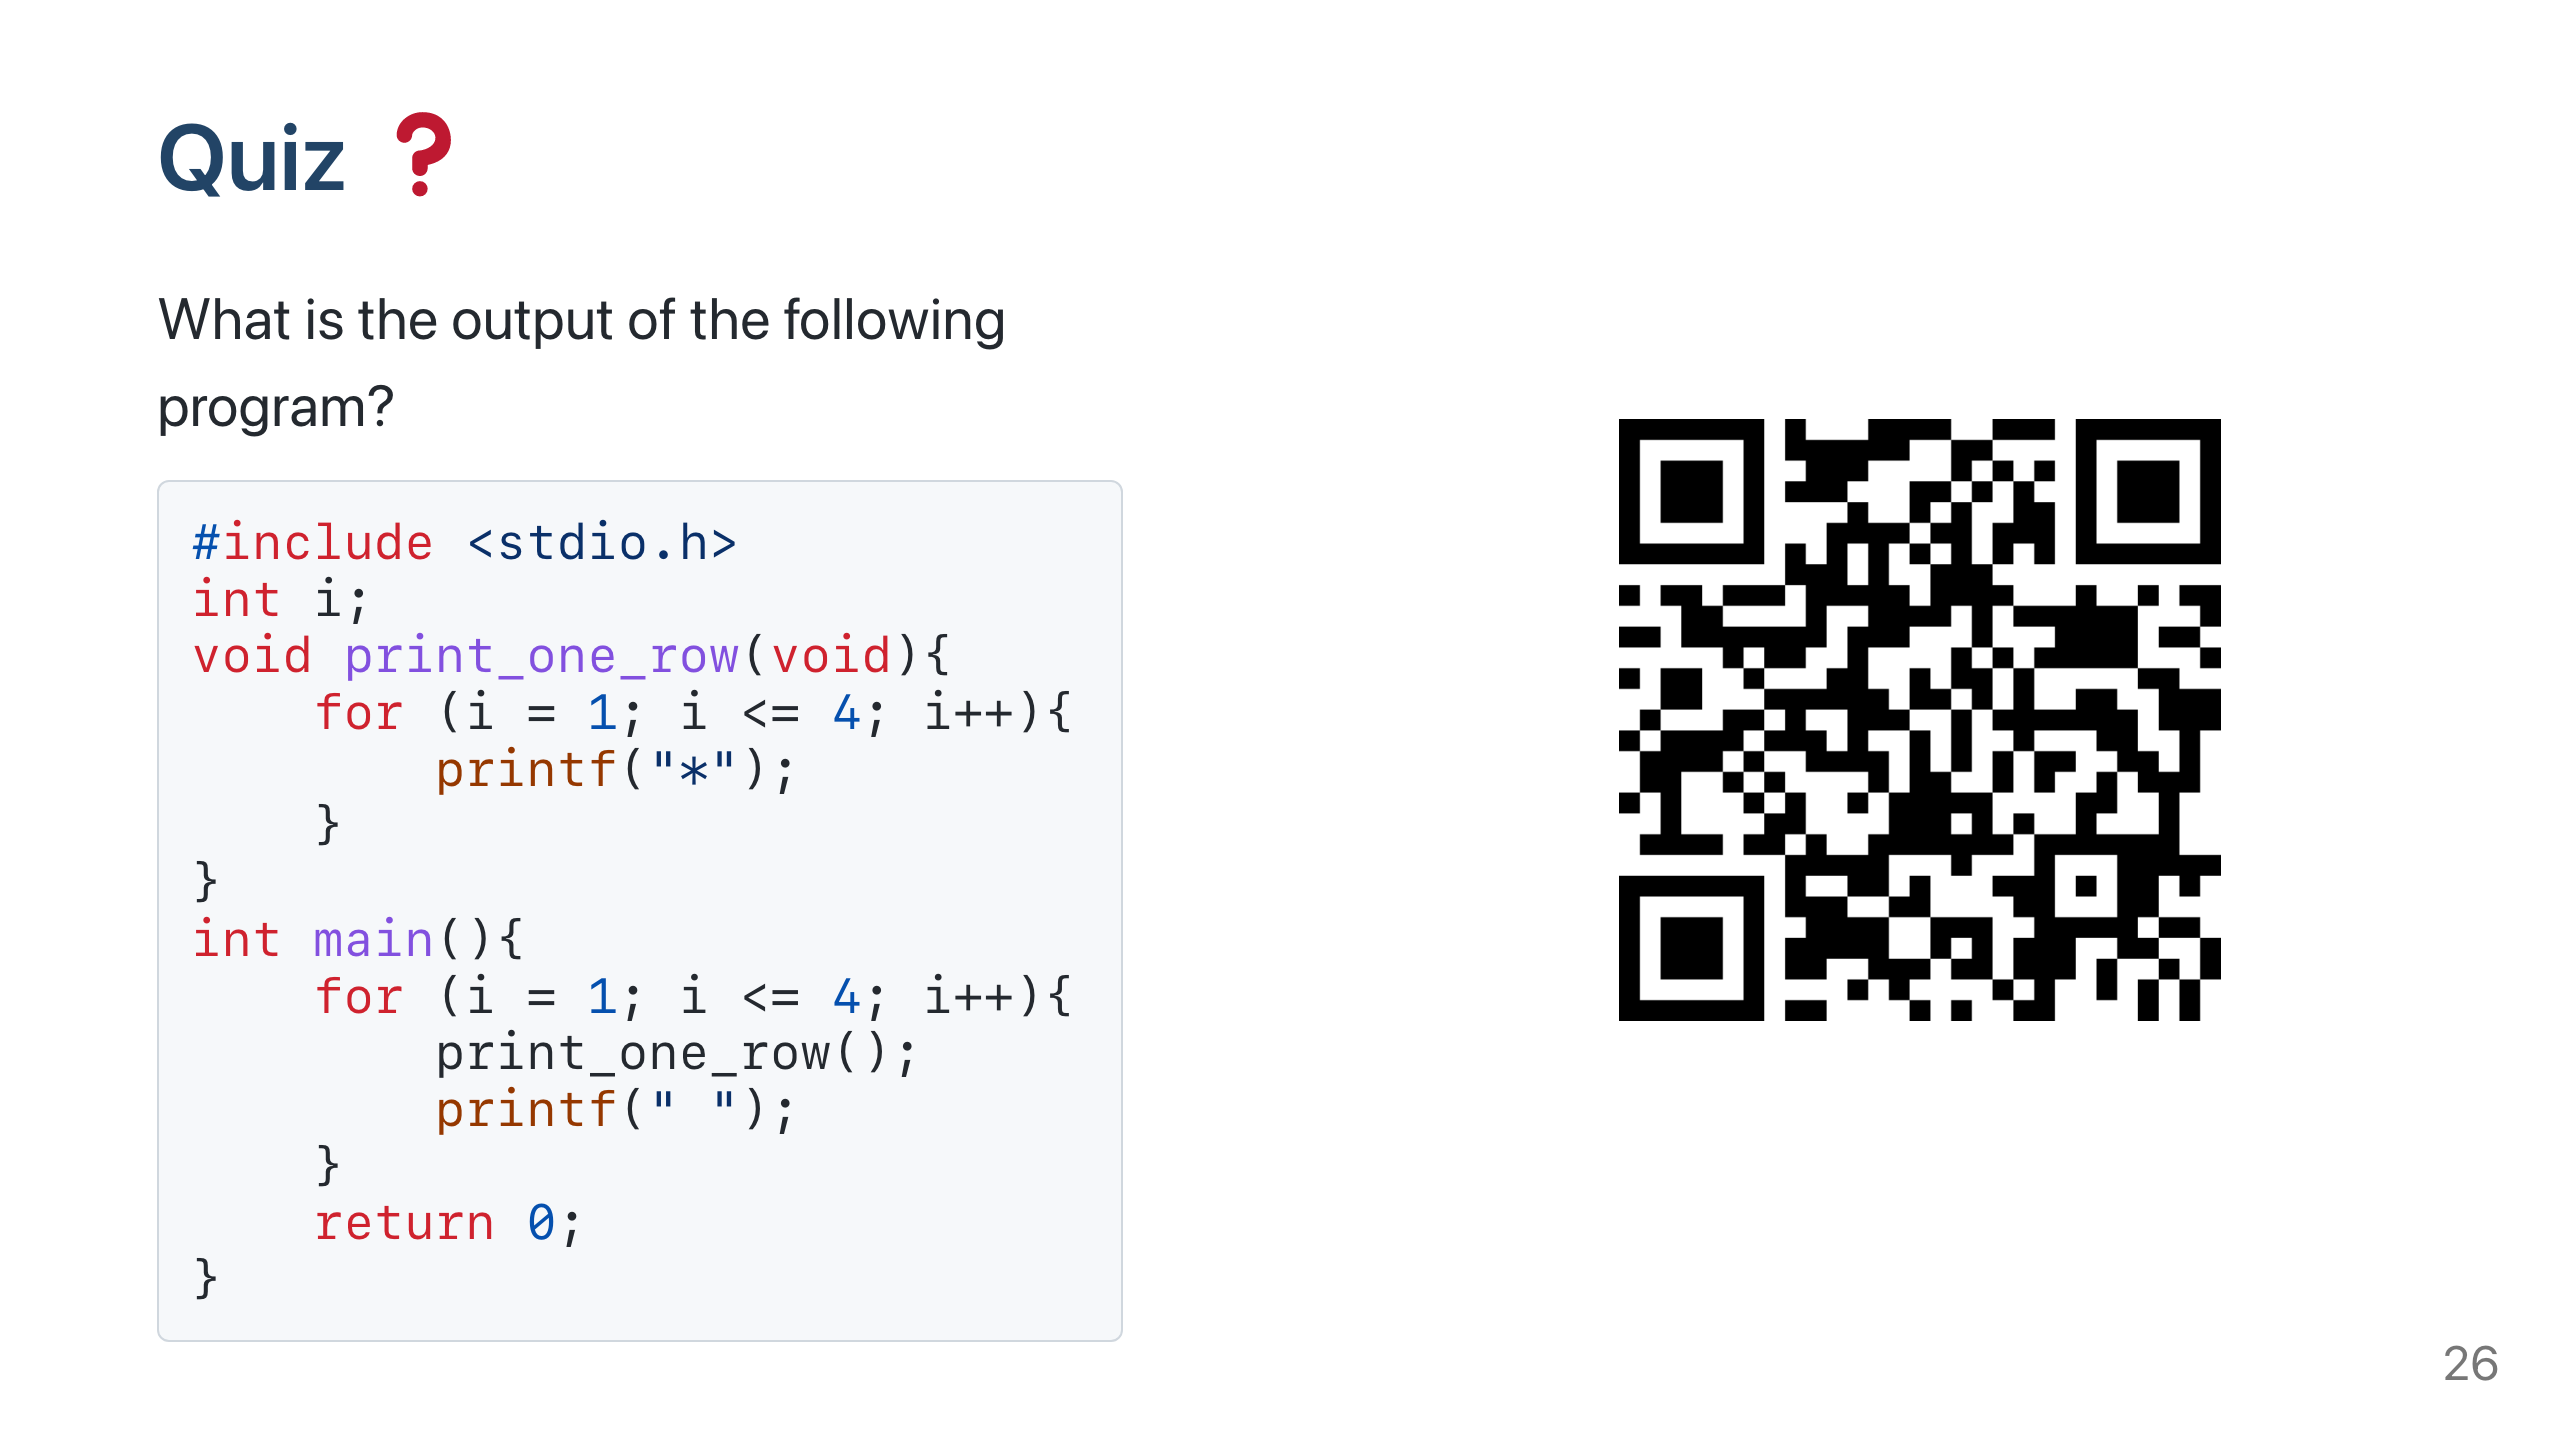 Quiz ❓
What is the output of the following
program?
#include <stdio.h>
int i;
void print_one_row(void){
    for (i = 1; i <= 4; i++){
        printf("*");
    }
}
int main(){
    for (i = 1; i <= 4; i++){
        print_one_row();
        printf(" ");
    }
    return 0;
}
26